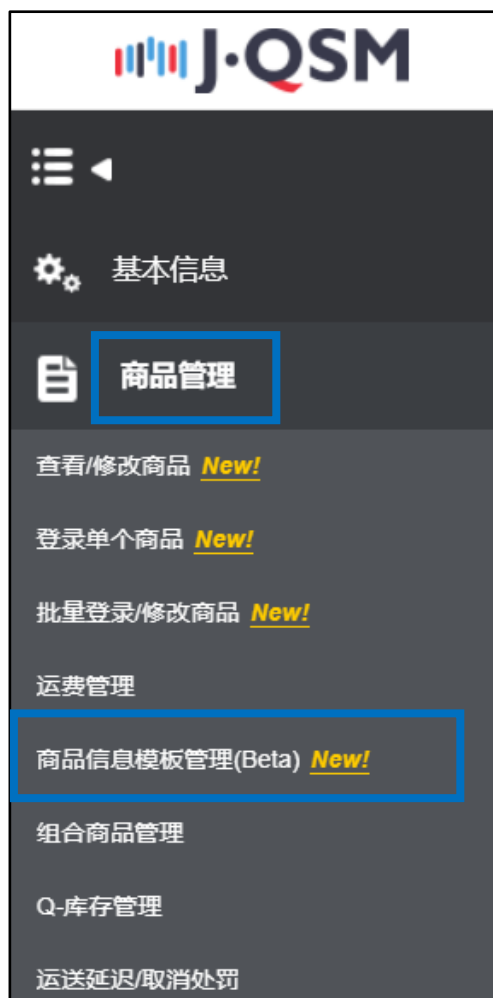 J·QSM
基本信息
商品管理
查看/修改商品 New!
登录单个商品 New!
批量登录/修改商品 New!
运费管理
商品信息模板管理(Beta) New!
组合商品管理
Q-库存管理
运送延迟/取消处罚